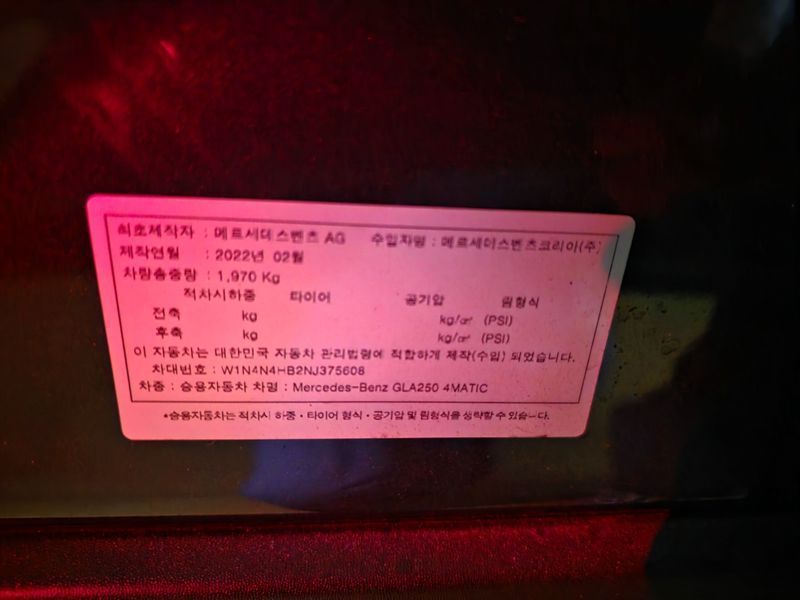 최초제작자 : 메르세데스벤츠 AG 수입자명 : 메르세데스벤츠코리아(주)
제작연월 : 2022년 02월
차량총중량 : 1,970 Kg
적차시하중 타이어 공기압 림형식
전축 kg kg/㎠ (PSI)
후축 kg kg/㎠ (PSI)
이 자동차는 대한민국 자동차 관리법령에 적합하게 제작(수입) 되었습니다.
차대번호 : W1N4N4HB2NJ375608
차종 : 승용자동차 차명 : Mercedes-Benz GLA250 4MATIC
*승용자동차는 적차시 하중·타이어 형식·공기압 및 림형식을 생략할 수 있습니다.